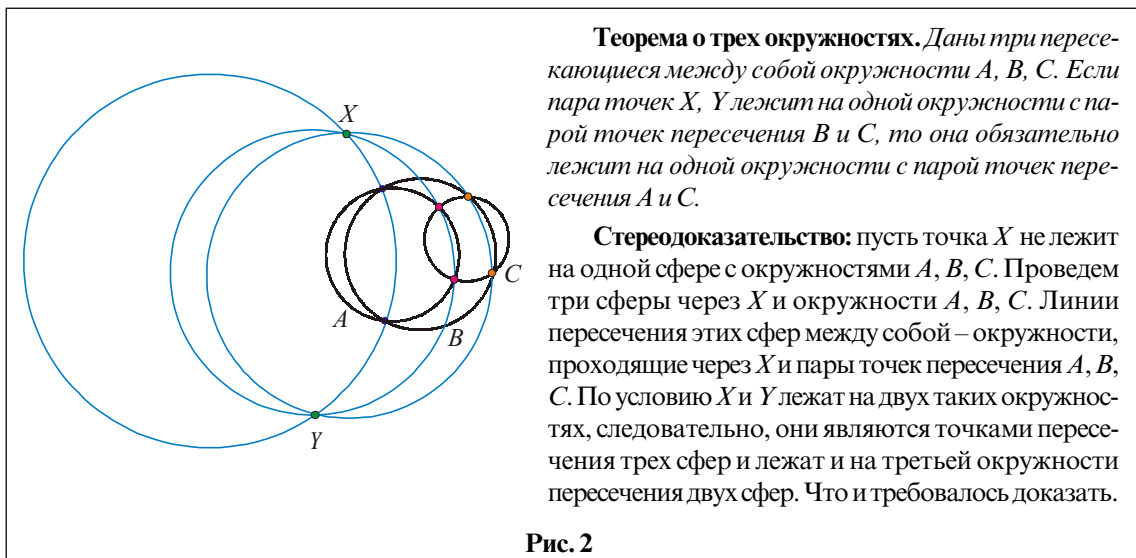 Теорема о трех окружностях. Даны три пересе-
кающиеся между собой окружности A, B, C. Если
пара точек X, Y лежит на одной окружности с па-
рой точек пересечения B и C, то она обязательно
лежит на одной окружности с парой точек пере-
сечения A и C.
Стереодоказательство: пусть точка X не лежит
на одной сфере с окружностями A, B, C. Проведем
три сферы через X и окружности A, B, C. Линии
пересечения этих сфер между собой – окружности,
проходящие через X и пары точек пересечения A, B,
C. По условию X и Y лежат на двух таких окружнос-
тях, следовательно, они являются точками пересе-
чения трех сфер и лежат и на третьей окружности
пересечения двух сфер. Что и требовалось доказать.
X
C
A
B
Y
Рис. 2